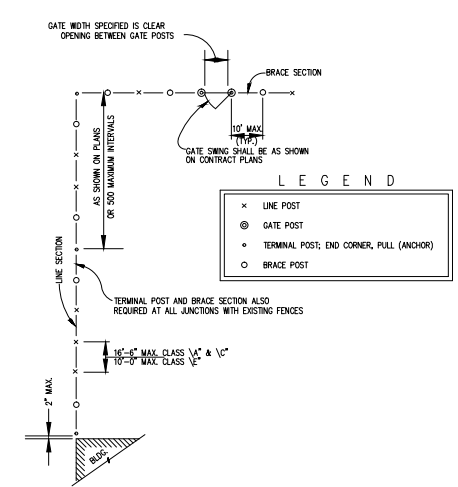 GATE WIDTH SPECIFIED IS CLEAR
OPENING BETWEEN GATE POSTS
BRACE SECTION
10' MAX.
(TYP.)
GATE SWING SHALL BE AS SHOWN
ON CONTRACT PLANS
AS SHOWN ON PLANS
OR 500 MAXIMUM INTERVALS
LEGEND
LINE POST
GATE POST
TERMINAL POST; END CORNER, PULL (ANCHOR)
BRACE POST
LINE SECTION
TERMINAL POST AND BRACE SECTION ALSO
REQUIRED AT ALL JUNCTIONS WITH EXISTING FENCES
16'-6" MAX. CLASS \A" & \C"
10'-0" MAX. CLASS \E"
2" MAX.
BLDG.